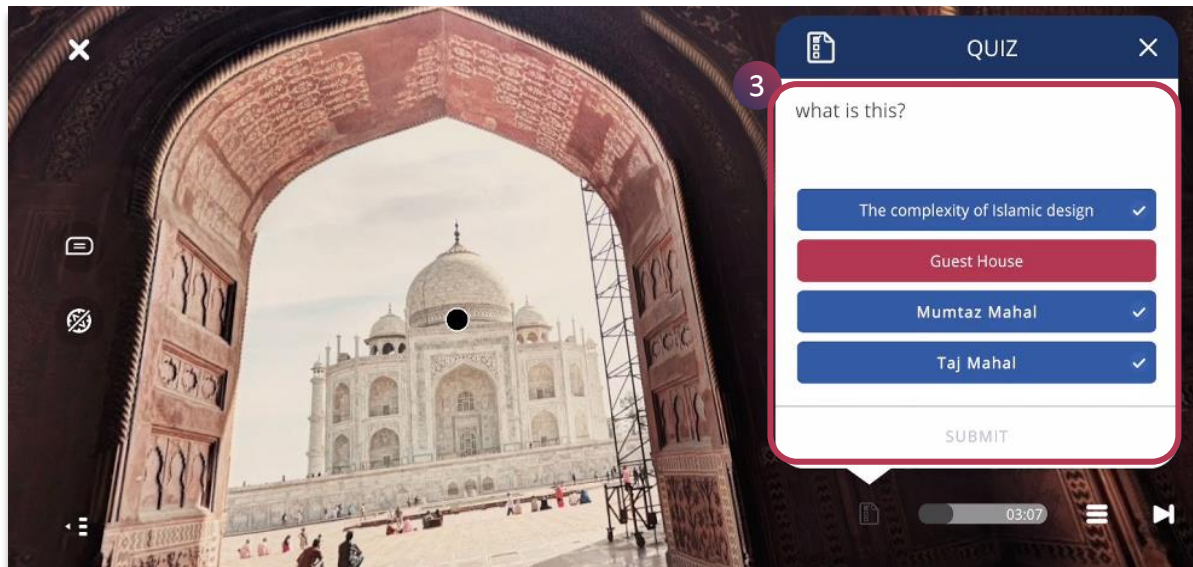 QUIZ
3
what is this?
The complexity of Islamic design
Guest House
Mumtaz Mahal
Taj Mahal
SUBMIT
03:07